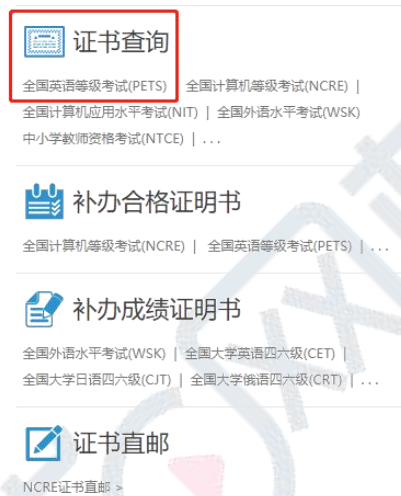 证书查询
全国英语等级考试(PETS) 全国计算机等级考试(NCRE) |
全国计算机应用水平考试(NIT) | 全国外语水平考试(WSK)
中小学教师资格考试(NTCE) | ...
补办合格证明书
全国计算机等级考试(NCRE) | 全国英语等级考试(PETS) | ...
补办成绩证明书
全国外语水平考试(WSK) | 全国大学英语四六级(CET) |
全国大学日语四六级(CJT) | 全国大学俄语四六级(CRT) | ...
证书直邮
NCRE证书直邮 >